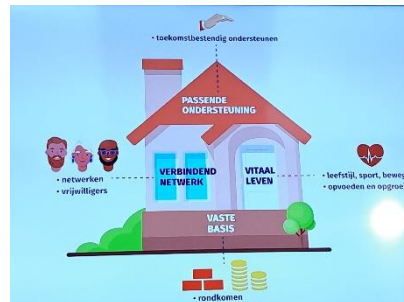 • toekomstbestendig ondersteunen
PASSENDE
ONDERSTEUNING
• netwerken
• vrijwilligers
VERBINDEND
NETWERK
VITAAL
LEVEN
• leefstijl, sport, beweg
• opvoeden en opgroe
VASTE
BASIS
• rondkomen